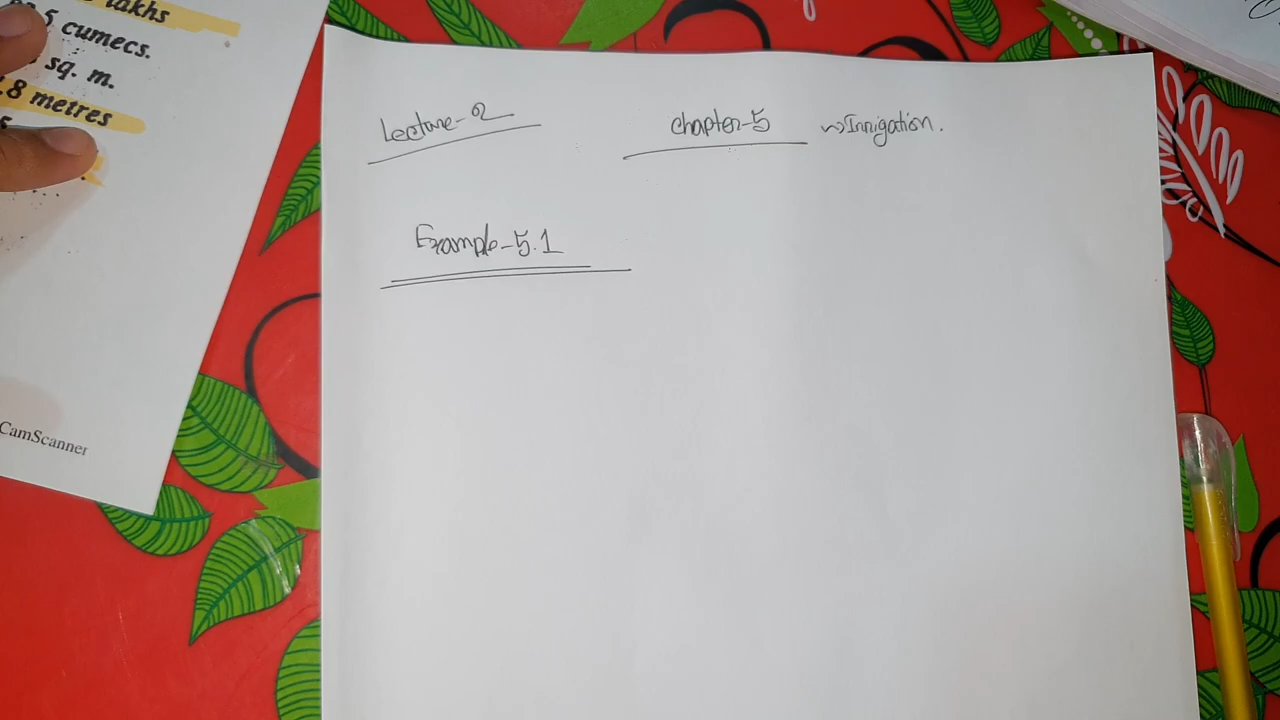 lakhs
5 cumecs.
sq. m.
.8 metres
CamScanner
Lecture-2
Chapter-5 ↝Irrigation.
Example-5.1